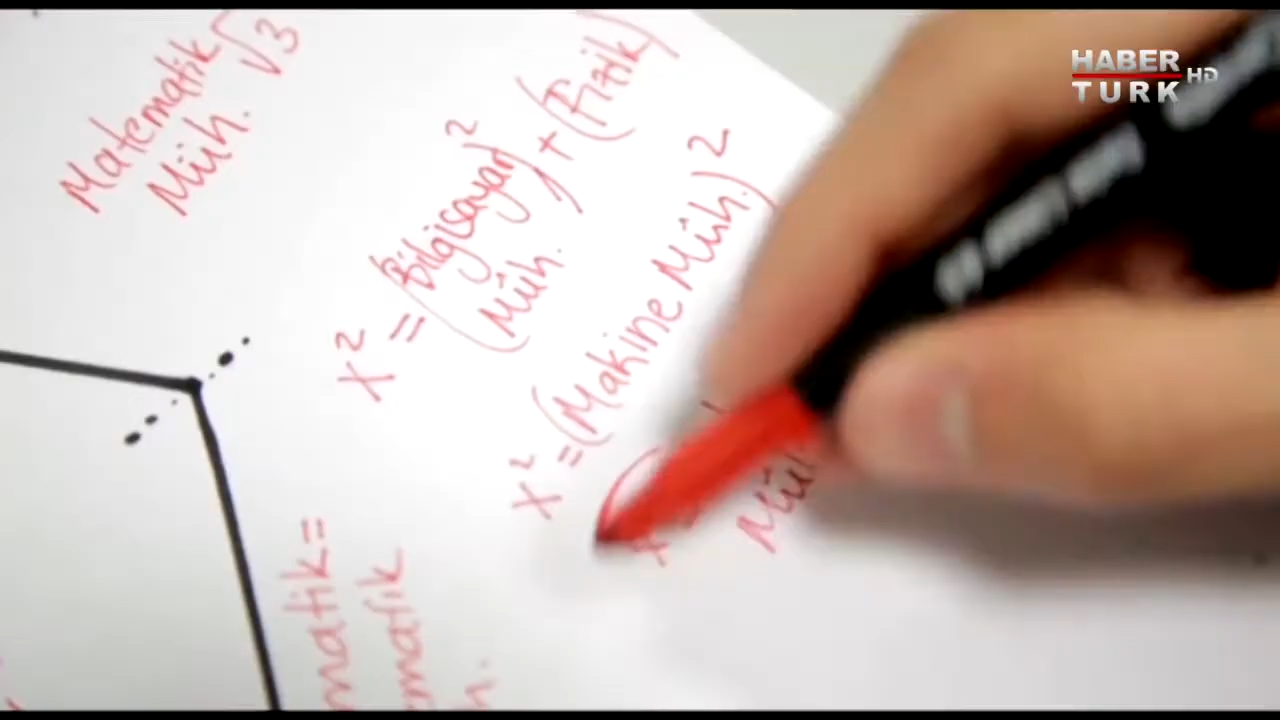 HABER
TURK HD
Matematik √3
Müh.
x² = (Bilgisayar)² + (Fizik)
(Müh.
x² = (Makine Müh.)²
Müh
matik=
matik